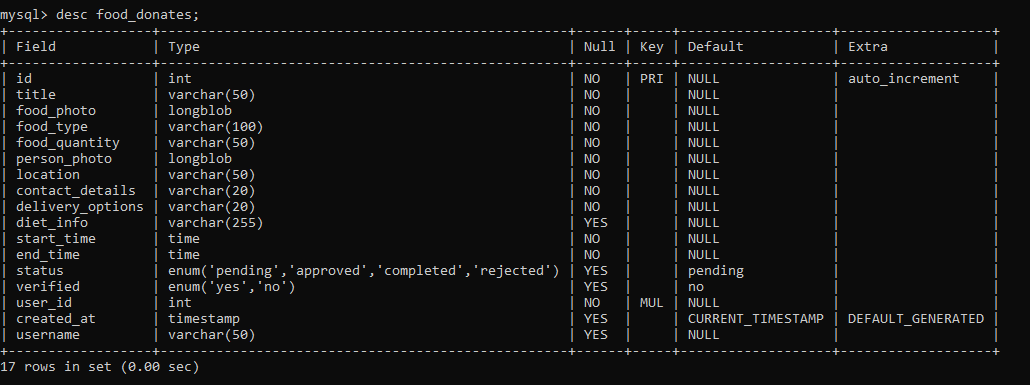 mysql> desc food_donates;
+------------------+---------------------------------------------------+------+-----+-------------------+-------------------+
| Field            | Type                                              | Null | Key | Default           | Extra             |
+------------------+---------------------------------------------------+------+-----+-------------------+-------------------+
| id               | int                                               | NO   | PRI | NULL              | auto_increment    |
| title            | varchar(50)                                       | NO   |     | NULL              |                   |
| food_photo       | longblob                                          | NO   |     | NULL              |                   |
| food_type        | varchar(100)                                      | NO   |     | NULL              |                   |
| food_quantity    | varchar(50)                                       | NO   |     | NULL              |                   |
| person_photo     | longblob                                          | NO   |     | NULL              |                   |
| location         | varchar(50)                                       | NO   |     | NULL              |                   |
| contact_details  | varchar(20)                                       | NO   |     | NULL              |                   |
| delivery_options | varchar(20)                                       | NO   |     | NULL              |                   |
| diet_info        | varchar(255)                                      | YES  |     | NULL              |                   |
| start_time       | time                                              | NO   |     | NULL              |                   |
| end_time         | time                                              | NO   |     | NULL              |                   |
| status           | enum('pending','approved','completed','rejected') | YES  |     | pending           |                   |
| verified         | enum('yes','no')                                  | YES  |     | no                |                   |
| user_id          | int                                               | NO   | MUL | NULL              |                   |
| created_at       | timestamp                                         | YES  |     | CURRENT_TIMESTAMP | DEFAULT_GENERATED |
| username         | varchar(50)                                       | YES  |     | NULL              |                   |
+------------------+---------------------------------------------------+------+-----+-------------------+-------------------+
17 rows in set (0.00 sec)